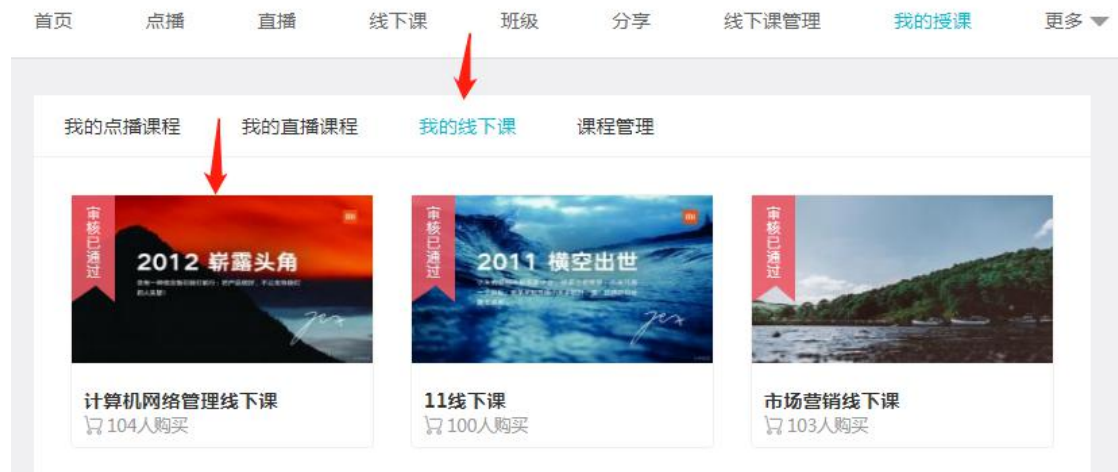 首页 点播 直播 线下课 班级 分享 线下课管理 我的授课 更多
我的点播课程 我的直播课程 我的线下课 课程管理
审核已通过
2012 崭露头角
审核已通过
2011 横空出世
审核已通过
计算机网络管理线下课
104人购买
11线下课
100人购买
市场营销线下课
103人购买